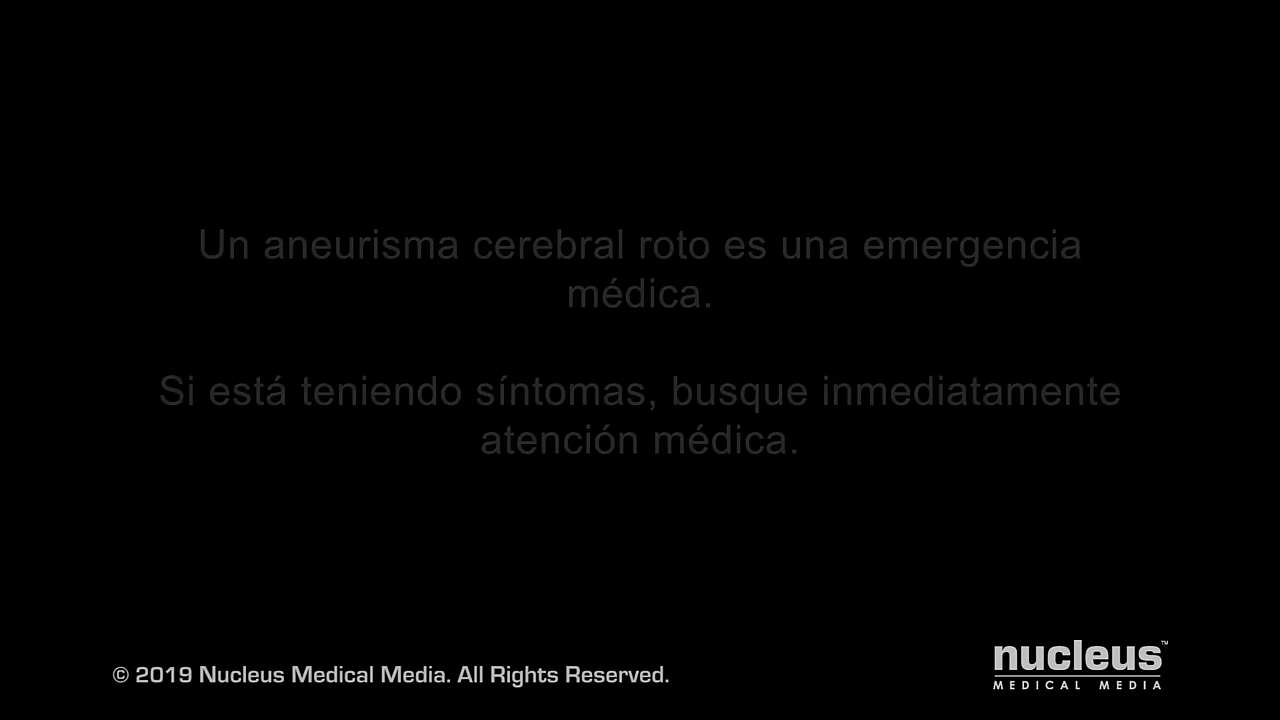 Un aneurisma cerebral roto es una emergencia
médica.
Si está teniendo síntomas, busque inmediatamente
atención médica.
© 2019 Nucleus Medical Media. All Rights Reserved.
nucleus™
MEDICAL MEDIA